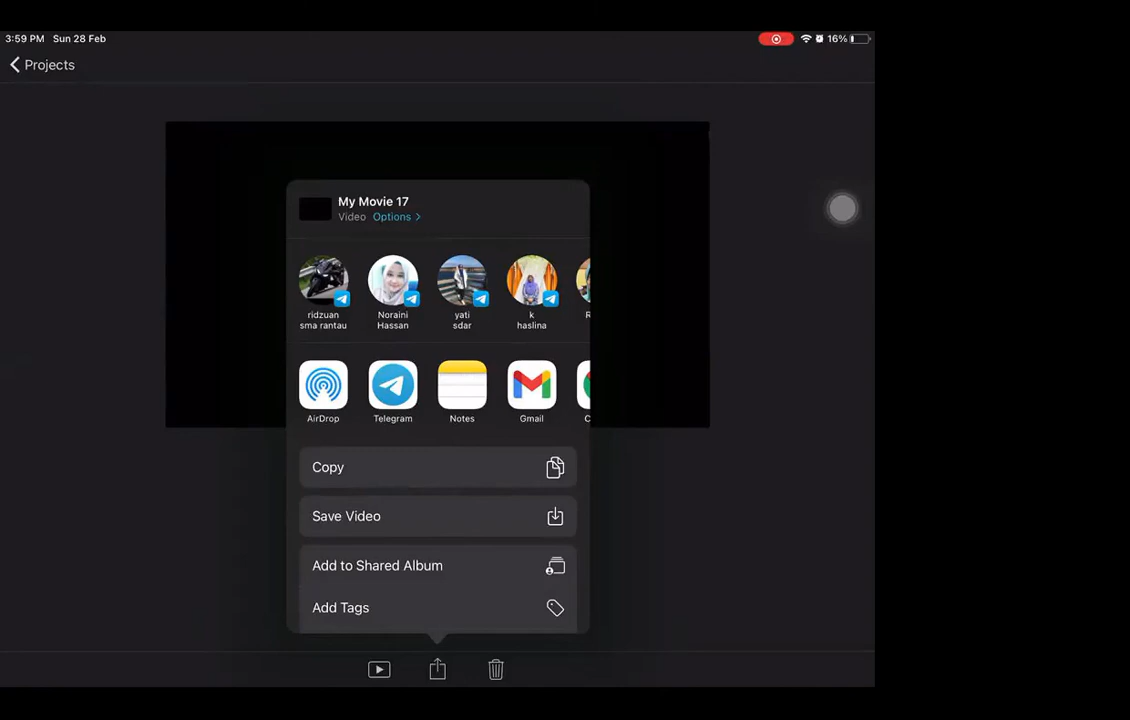 3:59 PM Sun 28 Feb
16%
Projects
My Movie 17
Video Options >
ridzuan
sma rantau
Noraini
Hassan
yati
sdar
k
haslina
R
AirDrop
Telegram
Notes
Gmail
C
Copy
Save Video
Add to Shared Album
Add Tags